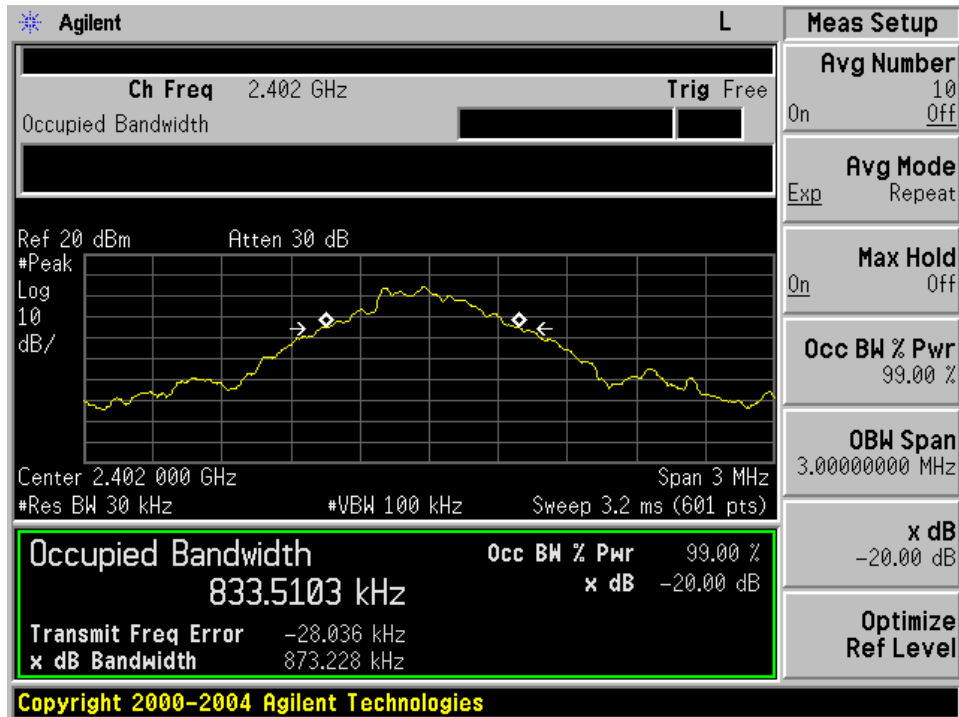 Agilent L Meas Setup
Ch Freq 2.402 GHz Trig Free
Occupied Bandwidth
Ref 20 dBm Atten 30 dB
#Peak
Log
10
dB/
Center 2.402 000 GHz Span 3 MHz
#Res BW 30 kHz #VBW 100 kHz Sweep 3.2 ms (601 pts)
Occupied Bandwidth Occ BW % Pwr 99.00 %
833.5103 kHz x dB -20.00 dB
Transmit Freq Error -28.036 kHz
x dB Bandwidth 873.228 kHz
Copyright 2000-2004 Agilent Technologies
Avg Number
10
On Off
Avg Mode
Exp Repeat
Max Hold
On Off
Occ BW % Pwr
99.00 %
OBW Span
3.00000000 MHz
x dB
-20.00 dB
Optimize
Ref Level